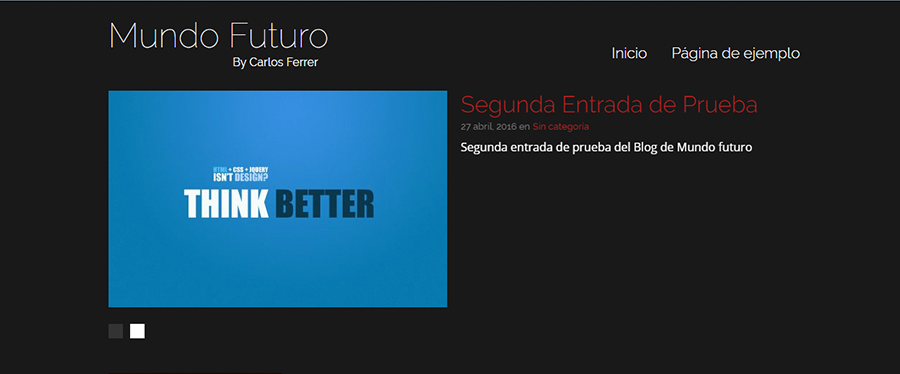 Mundo Futuro
By Carlos Ferrer
Inicio Página de ejemplo
HTML + CSS + JQUERY
ISN'T DESIGN?
THINK BETTER
Segunda Entrada de Prueba
27 abril, 2016 en Sin categoría
Segunda entrada de prueba del Blog de Mundo futuro